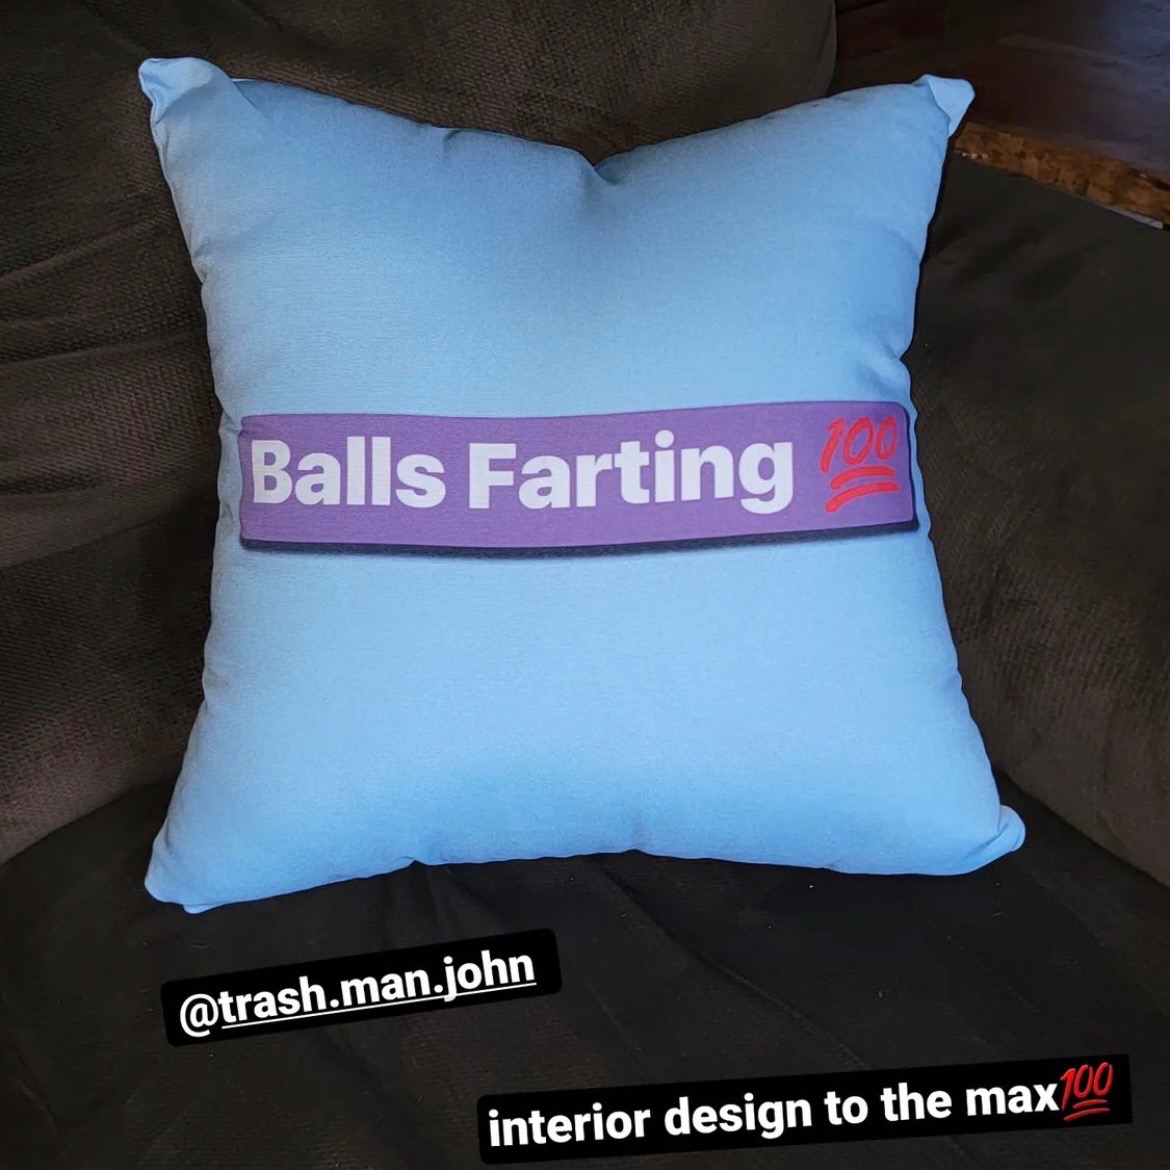 Balls Farting 💯
@trash.man.john
interior design to the max💯